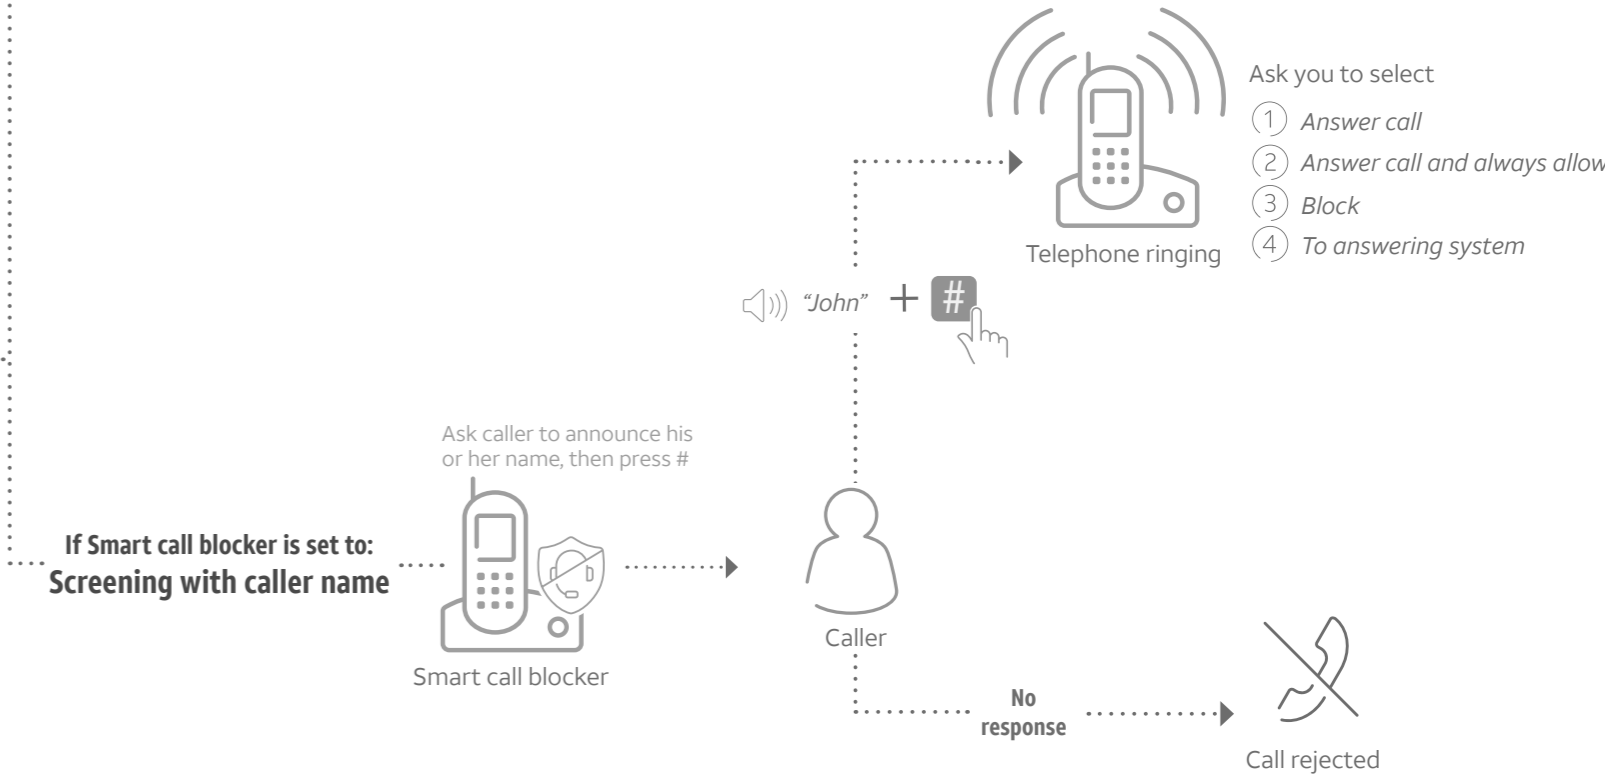 Ask you to select
1 Answer call
2 Answer call and always allow
3 Block
4 To answering system
Telephone ringing
“John” + #
Ask caller to announce his
or her name, then press #
If Smart call blocker is set to:
Screening with caller name
Smart call blocker
Caller
No
response
Call rejected